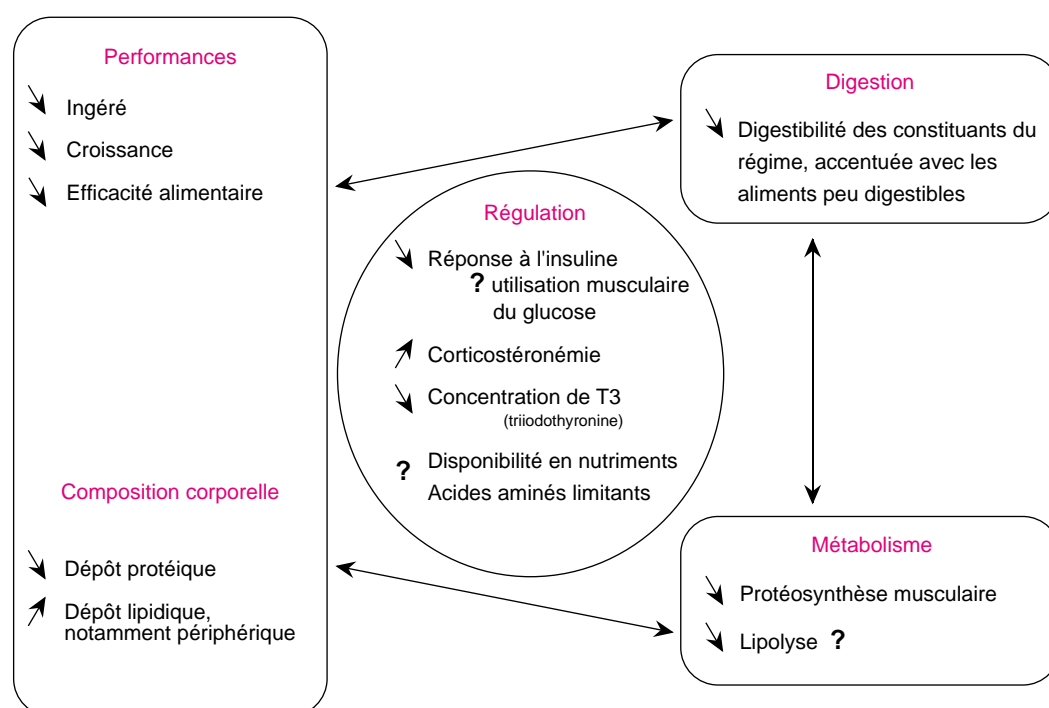 Performances
Ingéré
Croissance
Efficacité alimentaire
Composition corporelle
Dépôt protéique
Dépôt lipidique,
notamment périphérique
Régulation
Réponse à l'insuline
? utilisation musculaire
du glucose
Corticostéronémie
Concentration de T3
(triiodothyronine)
? Disponibilité en nutriments
Acides aminés limitants
Digestion
Digestibilité des constituants du
régime, accentuée avec les
aliments peu digestibles
Métabolisme
Protéosynthèse musculaire
Lipolyse ?